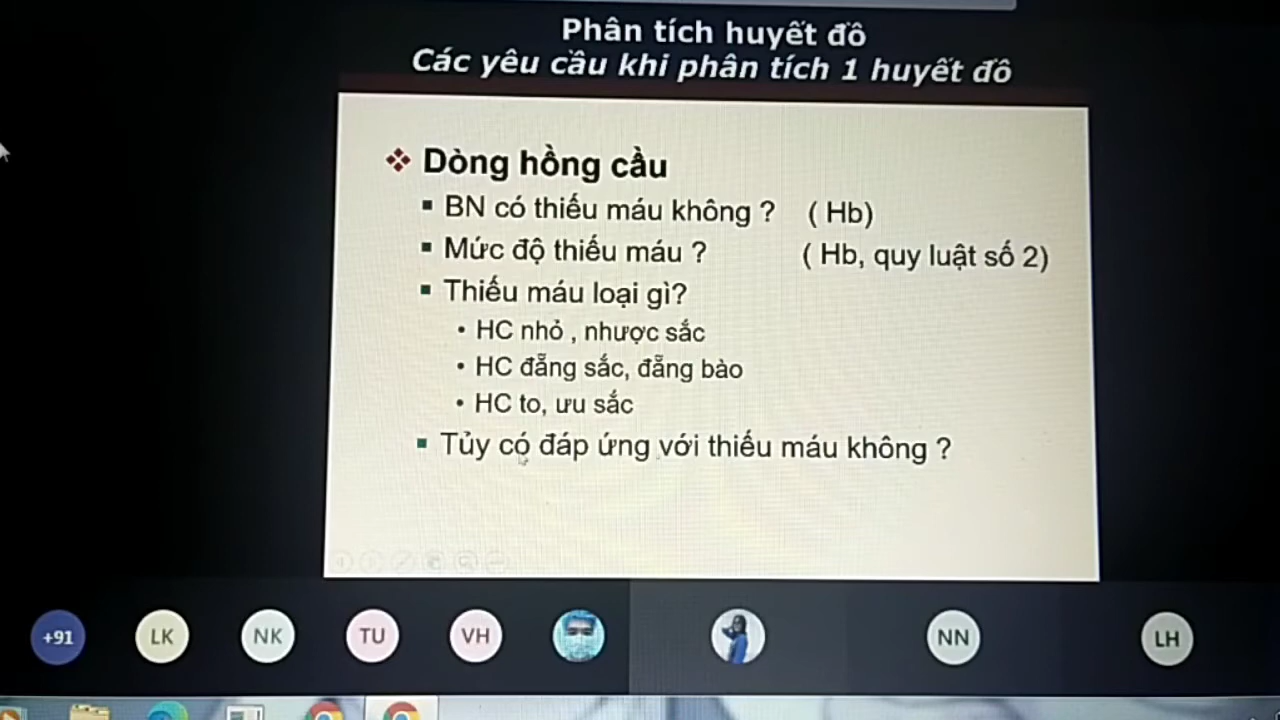 Phân tích huyết đồ
Các yêu cầu khi phân tích 1 huyết đồ
Dòng hồng cầu
BN có thiếu máu không ? ( Hb)
Mức độ thiếu máu ? ( Hb, quy luật số 2)
Thiếu máu loại gì?
HC nhỏ , nhược sắc
HC đẵng sắc, đẵng bào
HC to, ưu sắc
Tủy có đáp ứng với thiếu máu không ?
+91 LK NK TU VH NN LH